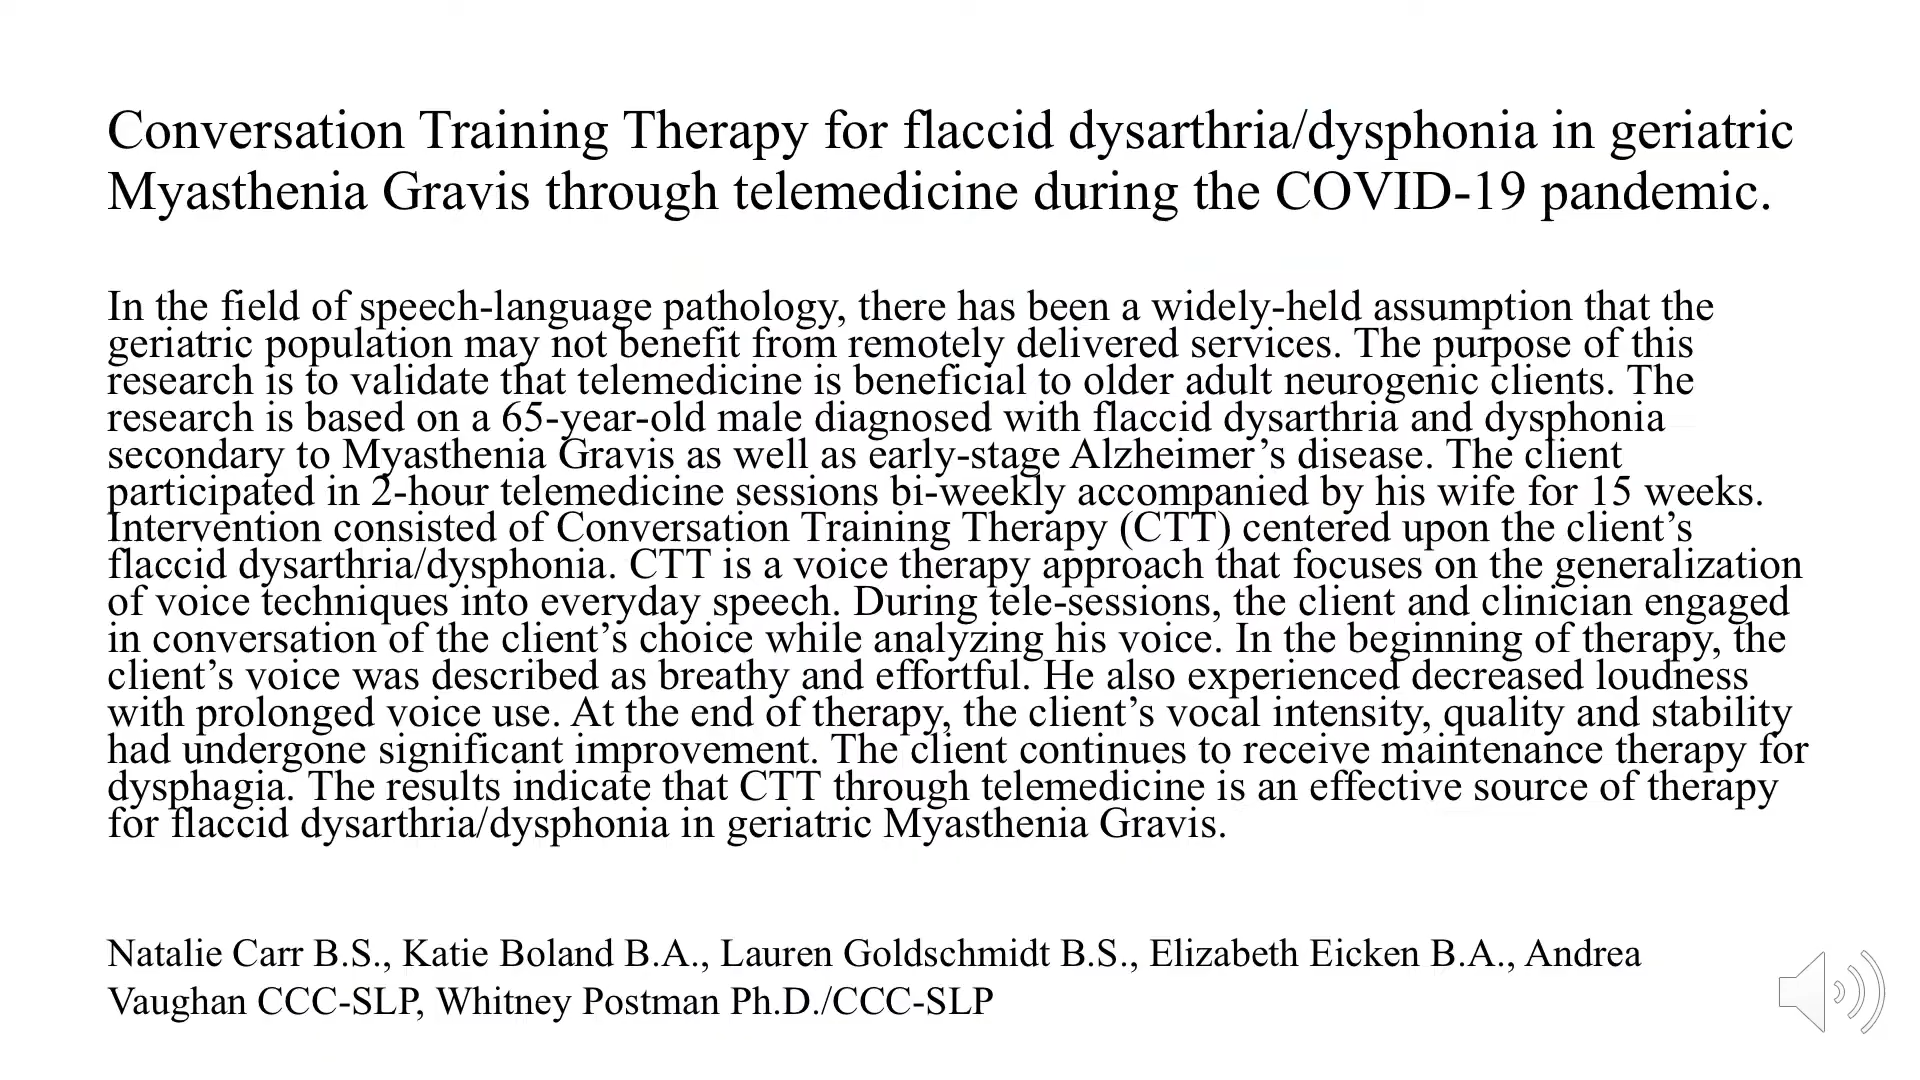 Conversation Training Therapy for flaccid dysarthria/dysphonia in geriatric
Myasthenia Gravis through telemedicine during the COVID-19 pandemic.
In the field of speech-language pathology, there has been a widely-held assumption that the
geriatric population may not benefit from remotely delivered services. The purpose of this
research is to validate that telemedicine is beneficial to older adult neurogenic clients. The
research is based on a 65-year-old male diagnosed with flaccid dysarthria and dysphonia
secondary to Myasthenia Gravis as well as early-stage Alzheimer’s disease. The client
participated in 2-hour telemedicine sessions bi-weekly accompanied by his wife for 15 weeks.
Intervention consisted of Conversation Training Therapy (CTT) centered upon the client’s
flaccid dysarthria/dysphonia. CTT is a voice therapy approach that focuses on the generalization
of voice techniques into everyday speech. During tele-sessions, the client and clinician engaged
in conversation of the client’s choice while analyzing his voice. In the beginning of therapy, the
client’s voice was described as breathy and effortful. He also experienced decreased loudness
with prolonged voice use. At the end of therapy, the client’s vocal intensity, quality and stability
had undergone significant improvement. The client continues to receive maintenance therapy for
dysphagia. The results indicate that CTT through telemedicine is an effective source of therapy
for flaccid dysarthria/dysphonia in geriatric Myasthenia Gravis.
Natalie Carr B.S., Katie Boland B.A., Lauren Goldschmidt B.S., Elizabeth Eicken B.A., Andrea
Vaughan CCC-SLP, Whitney Postman Ph.D./CCC-SLP